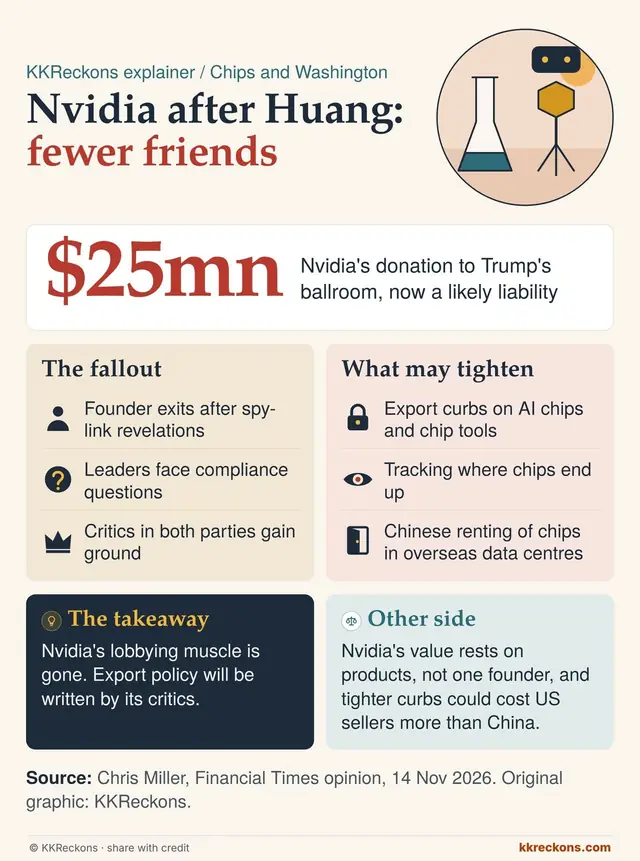 KKReckons explainer / Chips and Washington
Nvidia after Huang:
fewer friends
$25mn
Nvidia's donation to Trump's
ballroom, now a likely liability
The fallout
Founder exits after spy-
link revelations
Leaders face compliance
questions
Critics in both parties gain
ground
What may tighten
Export curbs on AI chips
and chip tools
Tracking where chips end
up
Chinese renting of chips
in overseas data centres
The takeaway
Nvidia's lobbying muscle is
gone. Export policy will be
written by its critics.
Other side
Nvidia's value rests on
products, not one founder, and
tighter curbs could cost US
sellers more than China.
Source: Chris Miller, Financial Times opinion, 14 Nov 2026. Original
graphic: KKReckons.
© KKReckons · share with credit
kkreckons.com